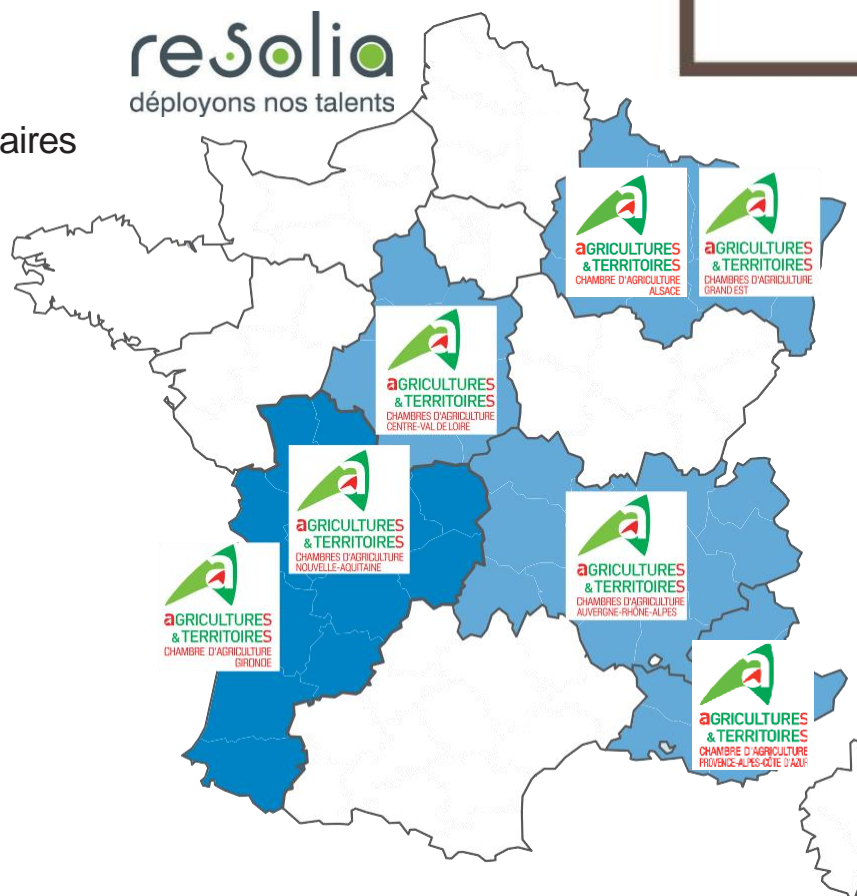 reSolia
déployons nos talents
aires
aGRICULTURES
& TERRITOIRES
CHAMBRE D'AGRICULTURE
ALSACE
aGRICULTURES
& TERRITOIRES
CHAMBRES D'AGRICULTURE
GRAND EST
aGRICULTURES
& TERRITOIRES
CHAMBRES D'AGRICULTURE
CENTRE-VAL DE LOIRE
aGRICULTURES
& TERRITOIRES
CHAMBRES D'AGRICULTURE
NOUVELLE-AQUITAINE
aGRICULTURES
& TERRITOIRES
CHAMBRES D'AGRICULTURE
AUVERGNE-RHÔNE-ALPES
aGRICULTURES
& TERRITOIRES
CHAMBRE D'AGRICULTURE
GIRONDE
aGRICULTURES
& TERRITOIRES
CHAMBRE D'AGRICULTURE
PROVENCE-ALPES-CÔTE D'AZUR